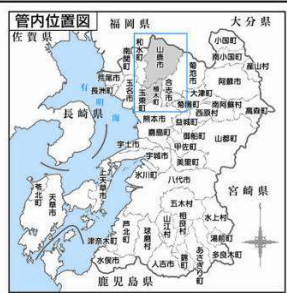 管内位置図
福岡県
大分県
佐賀県
和水町
山鹿市
小国町
南関町
菊池市
南小国町
産山村
荒尾市
玉名市
合志市
阿蘇市
長洲町
玉東町
植木町
大津町
有明海
菊陽町
南阿蘇村
高森町
長崎県
熊本市
西原村
益城町
嘉島町
御船町
山都町
宇土市
甲佐町
宇城市
美里町
氷川町
上天草市
八代市
宮崎県
苓北町
天草市
五木村
水上村
芦北町
山江村
相良村
湯前町
津奈木町
球磨村
錦町
多良木町
あさぎり町
水俣市
人吉市
鹿児島県